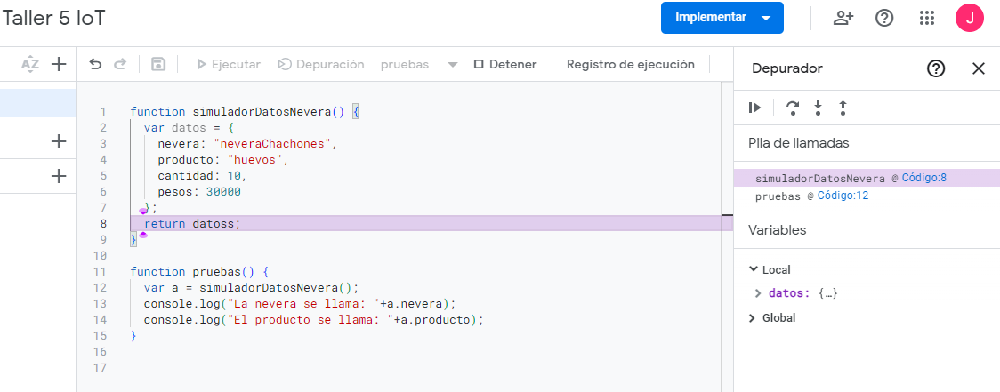 Taller 5 IoT
Implementar
J
AZ
Ejecutar Depuración pruebas Detener Registro de ejecución
Depurador
1 function simuladorDatosNevera() {
2 var datos = {
3 nevera: "neveraChachones",
4 producto: "huevos",
5 cantidad: 10,
6 pesos: 30000
7 };
8 return datoss;
9 }
10
11 function pruebas() {
12 var a = simuladorDatosNevera();
13 console.log("La nevera se llama: "+a.nevera);
14 console.log("El producto se llama: "+a.producto);
15 }
16
17
Pila de llamadas
simuladorDatosNevera @ Código:8
pruebas @ Código:12
Variables
Local
datos: {…}
Global